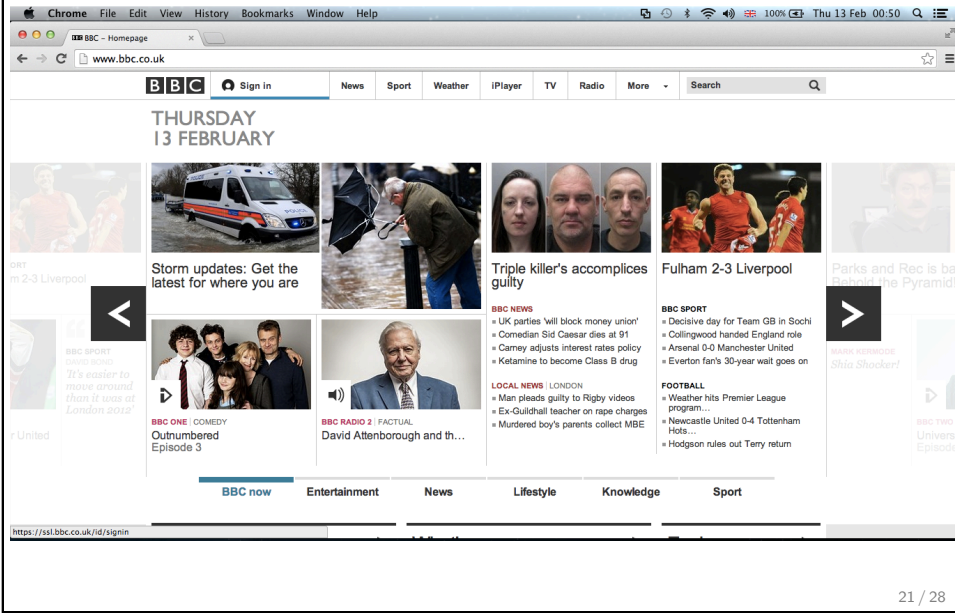 Chrome File Edit View History Bookmarks Window Help 100% Thu 13 Feb 00:50
BBC - Homepage
www.bbc.co.uk
BBC Sign in News Sport Weather iPlayer TV Radio More Search
THURSDAY
13 FEBRUARY
POLICE
Storm updates: Get the
latest for where you are
Triple killer's accomplices
guilty
Fulham 2-3 Liverpool
BBC NEWS
UK parties 'will block money union'
Comedian Sid Caesar dies at 91
Carney adjusts interest rates policy
Ketamine to become Class B drug
LOCAL NEWS | LONDON
Man pleads guilty to Rigby videos
Ex-Guildhall teacher on rape charges
Murdered boy's parents collect MBE
BBC SPORT
Decisive day for Team GB in Sochi
Collingwood handed England role
Arsenal 0-0 Manchester United
Everton fan's 30-year wait goes on
FOOTBALL
Weather hits Premier League
program...
Newcastle United 0-4 Tottenham
Hots...
Hodgson rules out Terry return
BBC ONE | COMEDY
Outnumbered
Episode 3
BBC RADIO 2 | FACTUAL
David Attenborough and th...
ORT
m 2-3 Liverpool
BBC SPORT
DAVID BOND
'It's easier to
move around
than it was at
London 2012'
r United
Parks and Rec is ba
Behold the Pyramid
MARK KERMODE
Shia Shocker!
BBC TWO
Univers
Episode
< >
BBC now Entertainment News Lifestyle Knowledge Sport
https://ssl.bbc.co.uk/id/signin
21 / 28